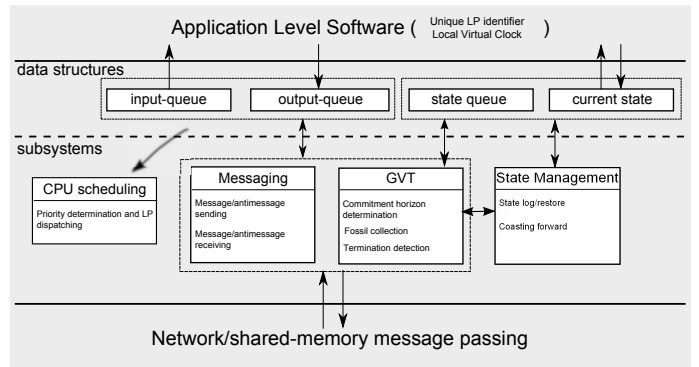 Application Level Software ( Unique LP identifier )
Local Virtual Clock
data structures
input-queue
output-queue
state queue
current state
subsystems
CPU scheduling
Priority determination and LP
dispatching
Messaging
Message/antimessage
sending
Message/antimessage
receiving
GVT
Commitment horizon
determination
Fossil collection
Termination detection
State Management
State log/restore
Coasting forward
Network/shared-memory message passing